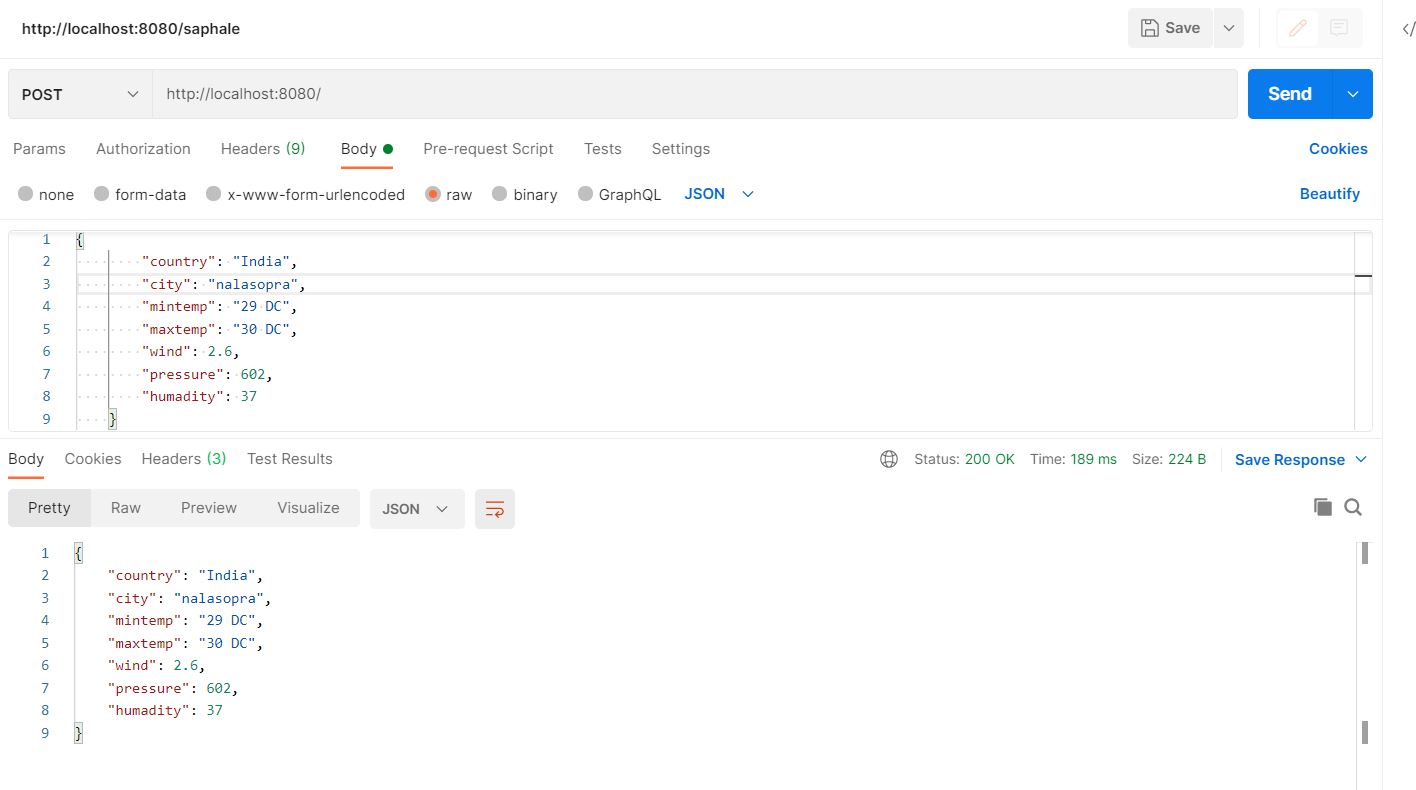 http://localhost:8080/saphale Save </
POST http://localhost:8080/ Send
Params Authorization Headers (9) Body Pre-request Script Tests Settings Cookies
none form-data x-www-form-urlencoded raw binary GraphQL JSON Beautify
1 {
2 "country": "India",
3 "city": "nalasopra",
4 "mintemp": "29 DC",
5 "maxtemp": "30 DC",
6 "wind": 2.6,
7 "pressure": 602,
8 "humadity": 37
9 }
Body Cookies Headers (3) Test Results Status: 200 OK Time: 189 ms Size: 224 B Save Response
Pretty Raw Preview Visualize JSON
1 {
2 "country": "India",
3 "city": "nalasopra",
4 "mintemp": "29 DC",
5 "maxtemp": "30 DC",
6 "wind": 2.6,
7 "pressure": 602,
8 "humadity": 37
9 }